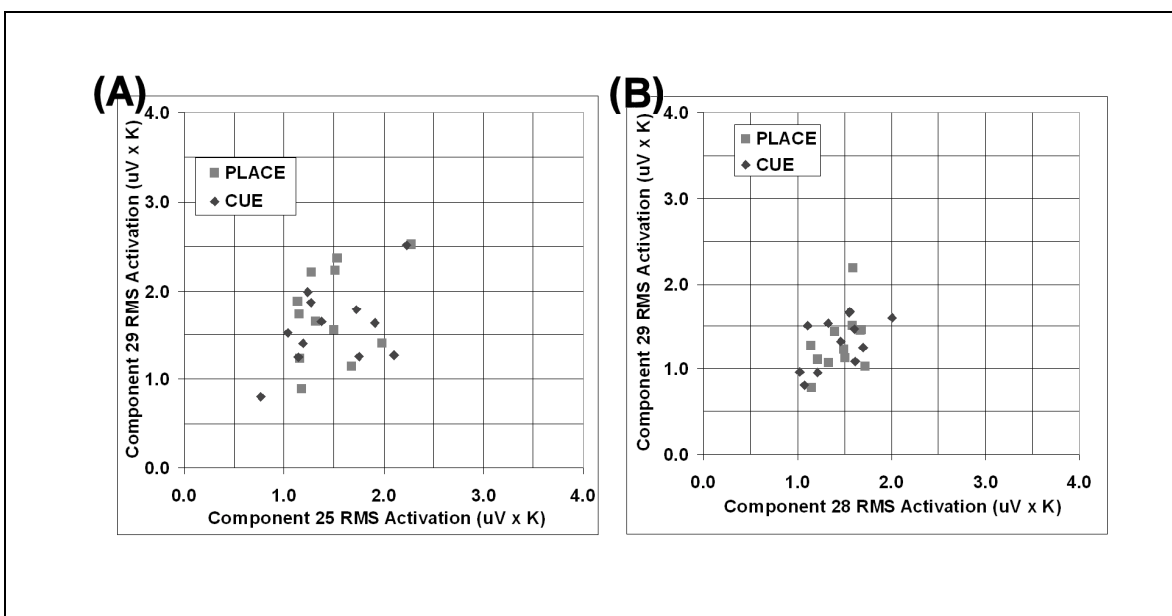 (A)
Component 29 RMS Activation (uV x K)
4.0
3.0
2.0
1.0
0.0
PLACE
CUE
0.0 1.0 2.0 3.0 4.0
Component 25 RMS Activation (uV x K)
(B)
Component 29 RMS Activation (uV x K)
4.0
3.0
2.0
1.0
0.0
PLACE
CUE
0.0 1.0 2.0 3.0 4.0
Component 28 RMS Activation (uV x K)